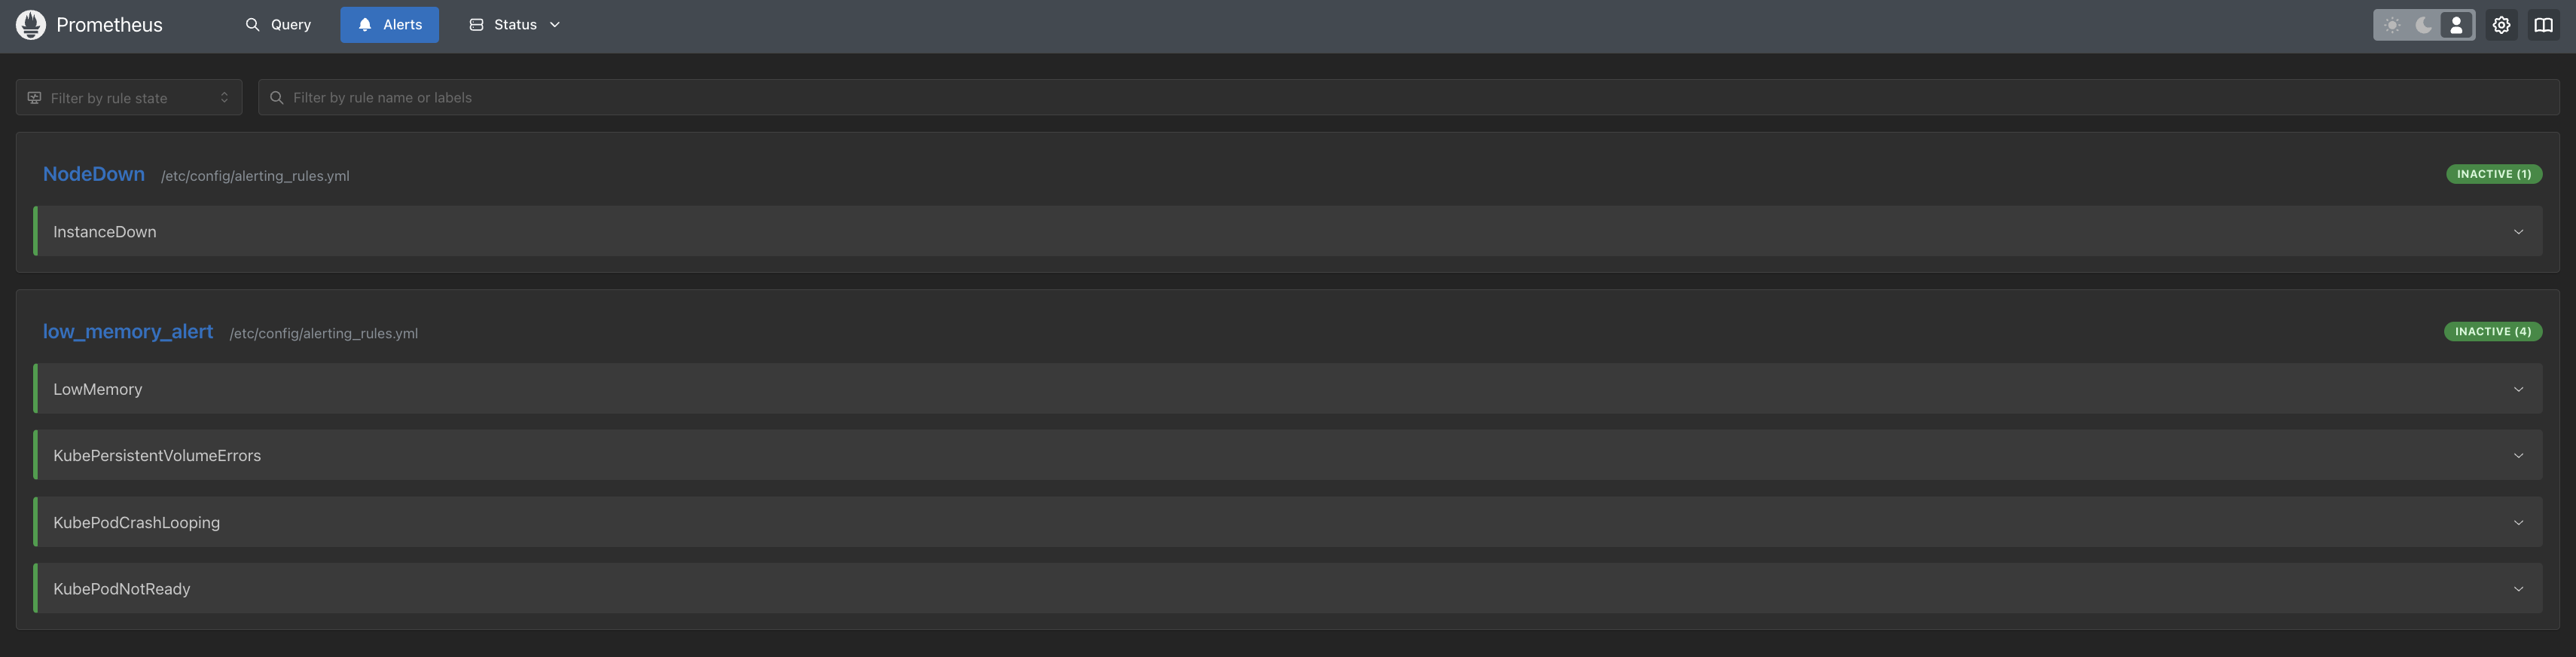 Prometheus Query Alerts Status
Filter by rule state Filter by rule name or labels
NodeDown /etc/config/alerting_rules.yml INACTIVE (1)
InstanceDown
low_memory_alert /etc/config/alerting_rules.yml INACTIVE (4)
LowMemory
KubePersistentVolumeErrors
KubePodCrashLooping
KubePodNotReady